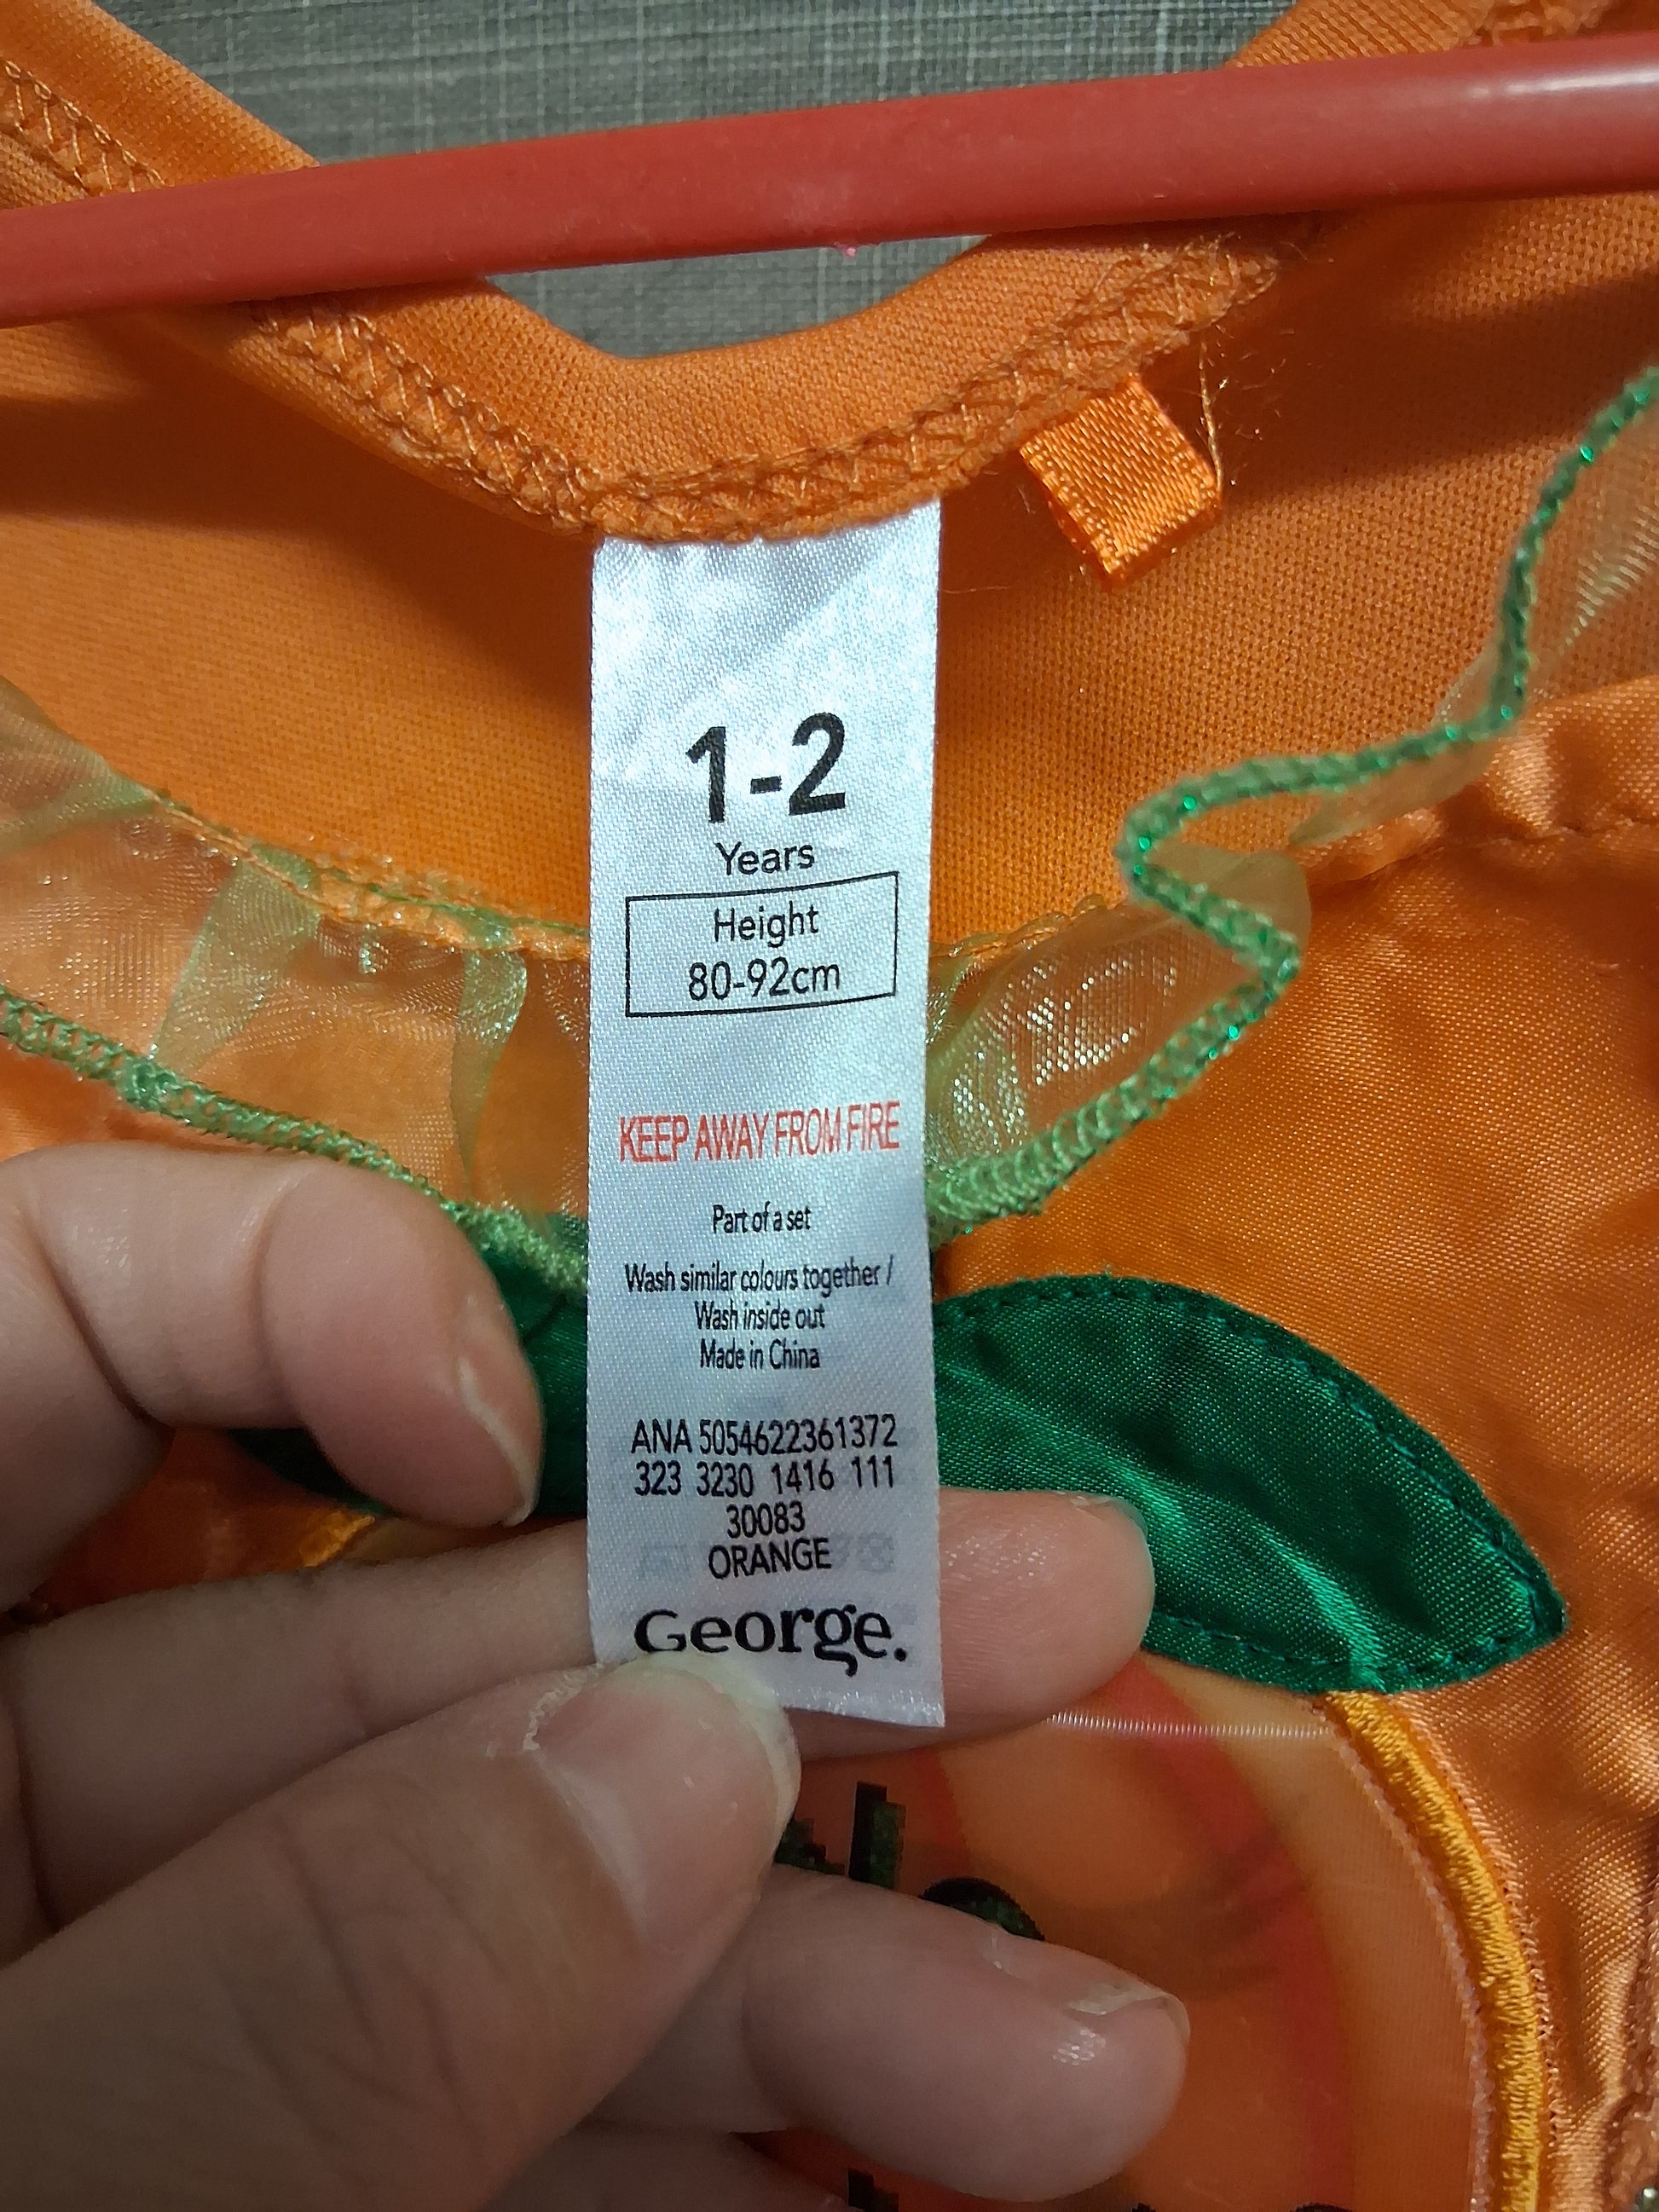 1-2
Years
Height
80-92cm
KEEP AWAY FROM FIRE
Part of a set
Wash similar colours together /
Wash inside out
Made in China
ANA 5054622361372
323 3230 1416 111
30083
ORANGE
George.